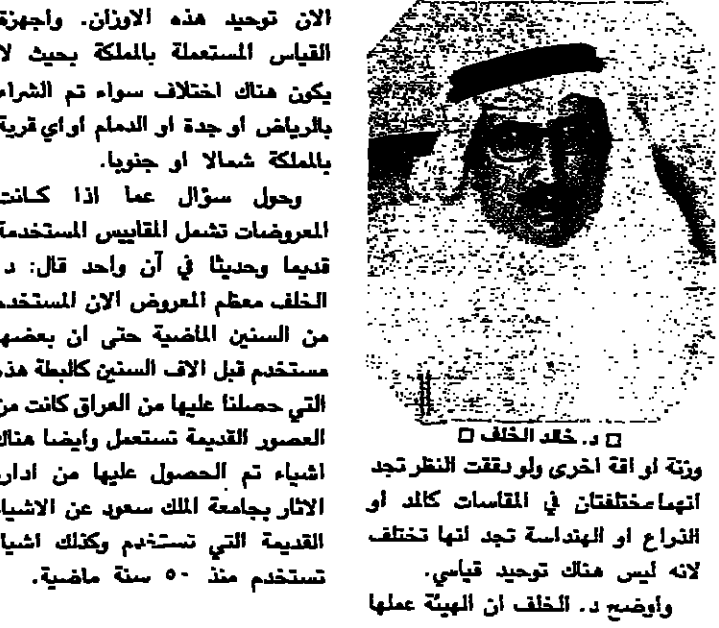 □ د. خالد الخلف □
وزنة او اقة اخرى ولو دققت النظر تجد
انهما مختلفتان في المقاسات كالمد او
الذراع او الهنداسة تجد انها تختلف
لانه ليس هناك توحيد قياسي.
وأوضح د. الخلف ان الهيئة عملها
الان توحيد هذه الاوزان. واجهزة
القياس المستعملة بالملكة بحيث لا
يكون هناك اختلاف سواء تم الشراء
بالرياض او جدة او الدمام او اي قرية
بالملكة شمالا او جنوبا.
وحول سؤال عما اذا كانت
المعروضات تشمل المقاييس المستخدمة
قديما وحديثا في آن واحد قال: د.
الخلف معظم المعروض الان المستخدم
من السنين الماضية حتى ان بعضها
مستخدم قبل الاف السنين كالبطة هذه
التي حصلنا عليها من العراق كانت من
العصور القديمة تستعمل وايضا هناك
اشياء تم الحصول عليها من ادارة
الاثار بجامعة الملك سعود عن الاشياء
القديمة التي تستخدم وكذلك اشياء
تستخدم منذ ٥٠ سنة ماضية.